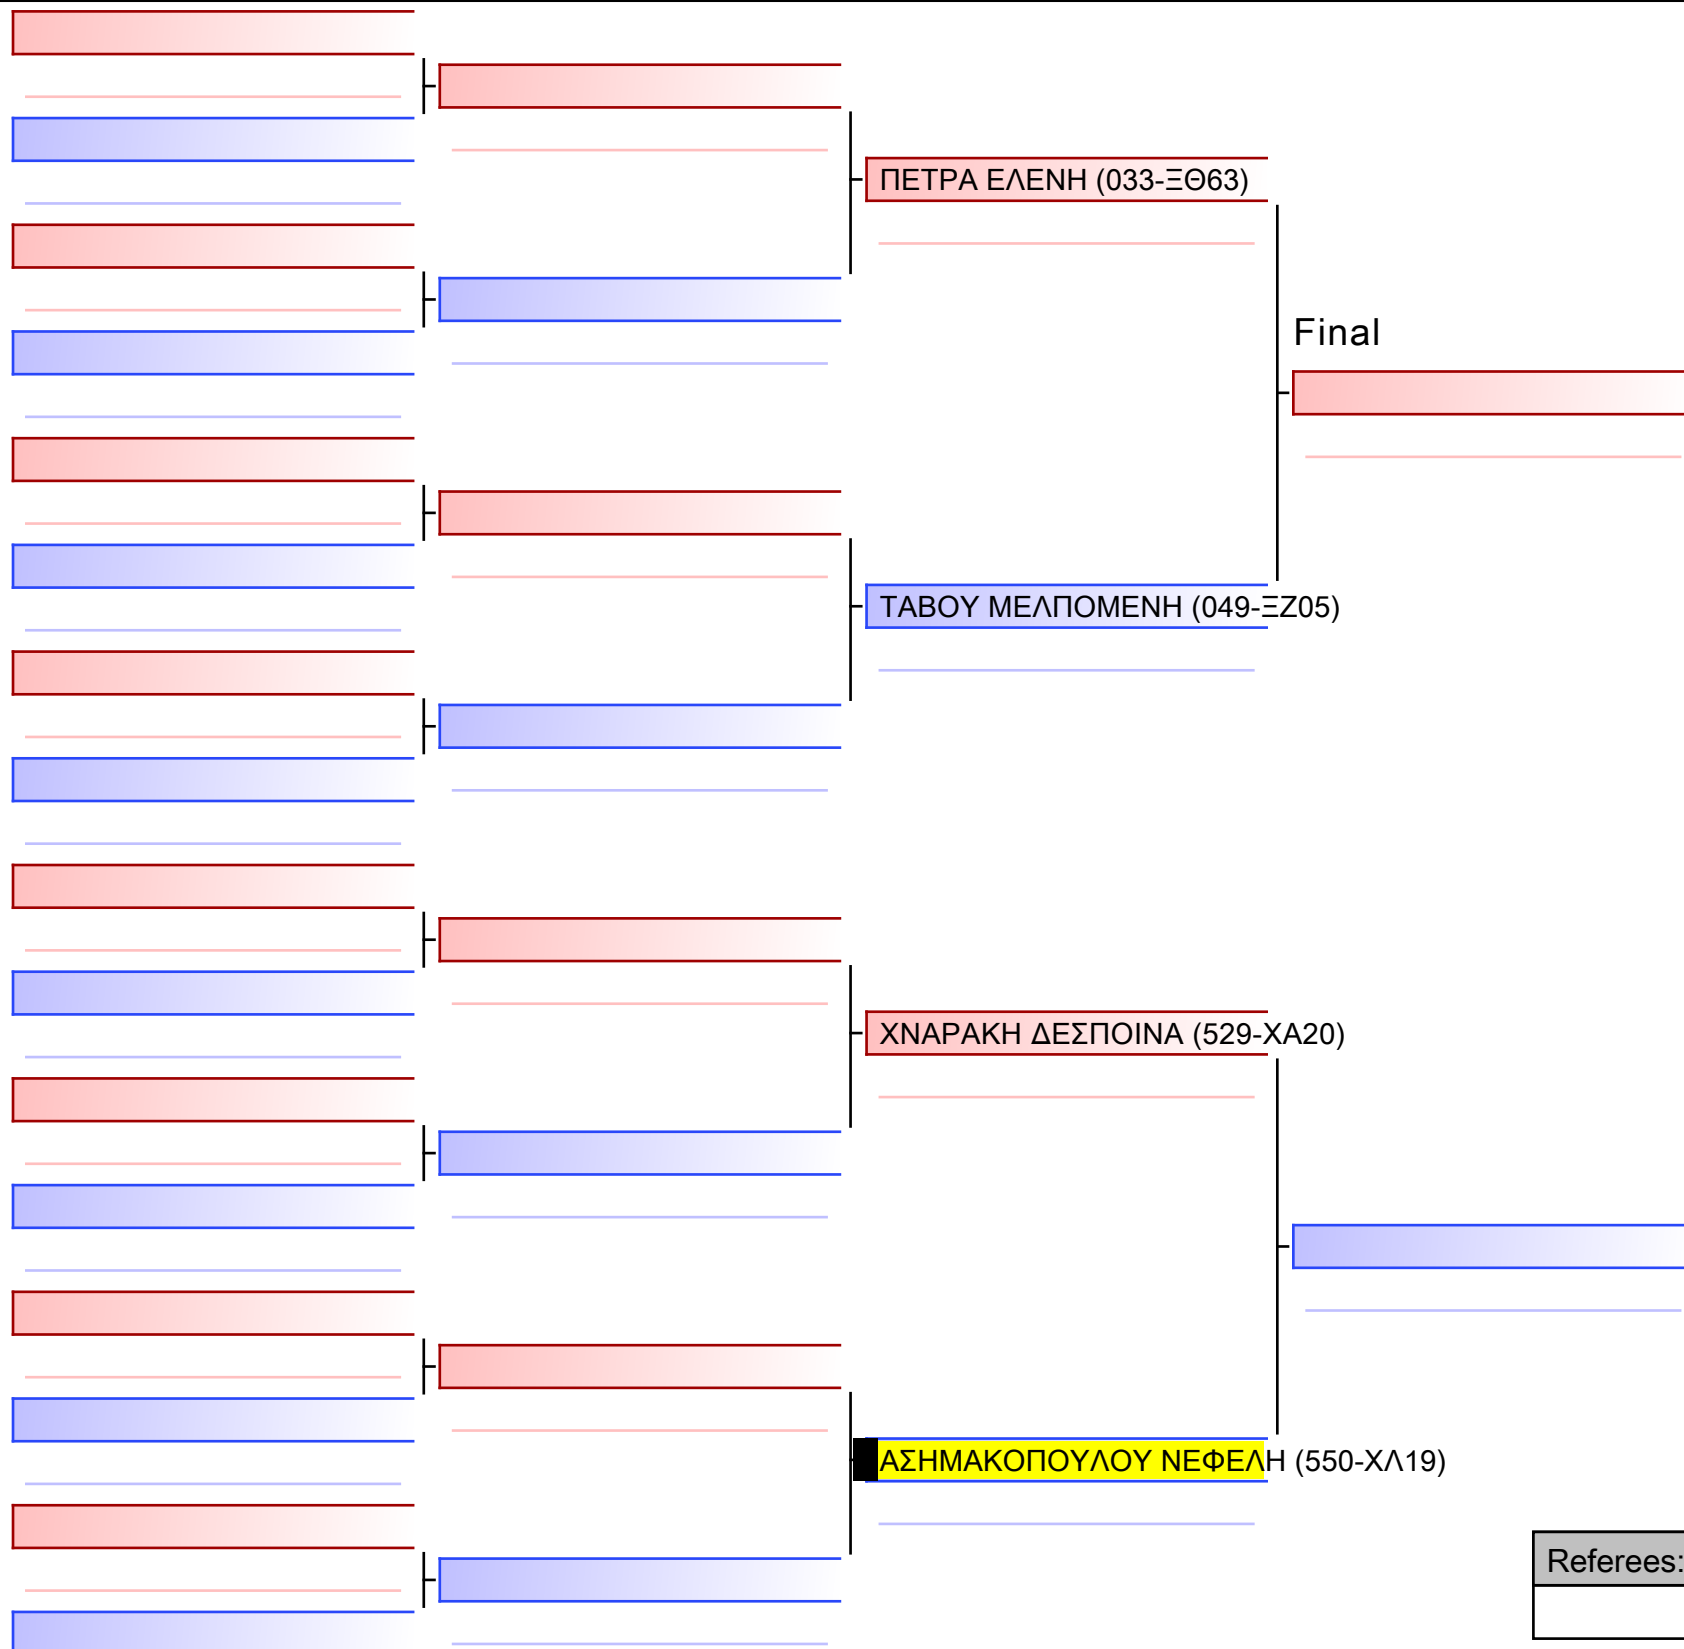 ΠΕΤΡΑ ΕΛΕΝΗ (033-ΞΘ63)
Final
ΤΑΒΟΥ ΜΕΛΠΟΜΕΝΗ (049-ΞΖ05)
ΧΝΑΡΑΚΗ ΔΕΣΠΟΙΝΑ (529-ΧΑ20)
ΑΣΗΜΑΚΟΠΟΥΛΟΥ ΝΕΦΕΛΗ (550-ΧΛ19)
Referees: